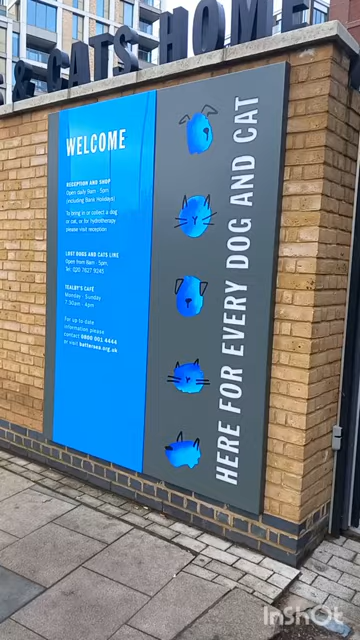 & CATS HOME
WELCOME
RECEPTION AND SHOP
Open daily 9am - 5pm
(including Bank Holidays)
To bring in or collect a dog
or cat, or for hydrotherapy
please visit reception
LOST DOGS AND CATS LINE
Open from 8am - 5pm.
Tel: 020 7627 9245
TEALBY'S CAFÉ
Monday - Sunday
7:30am - 4pm
For up to date
information please
contact 0800 001 4444
or visit battersea.org.uk
HERE FOR EVERY DOG AND CAT
InShOt